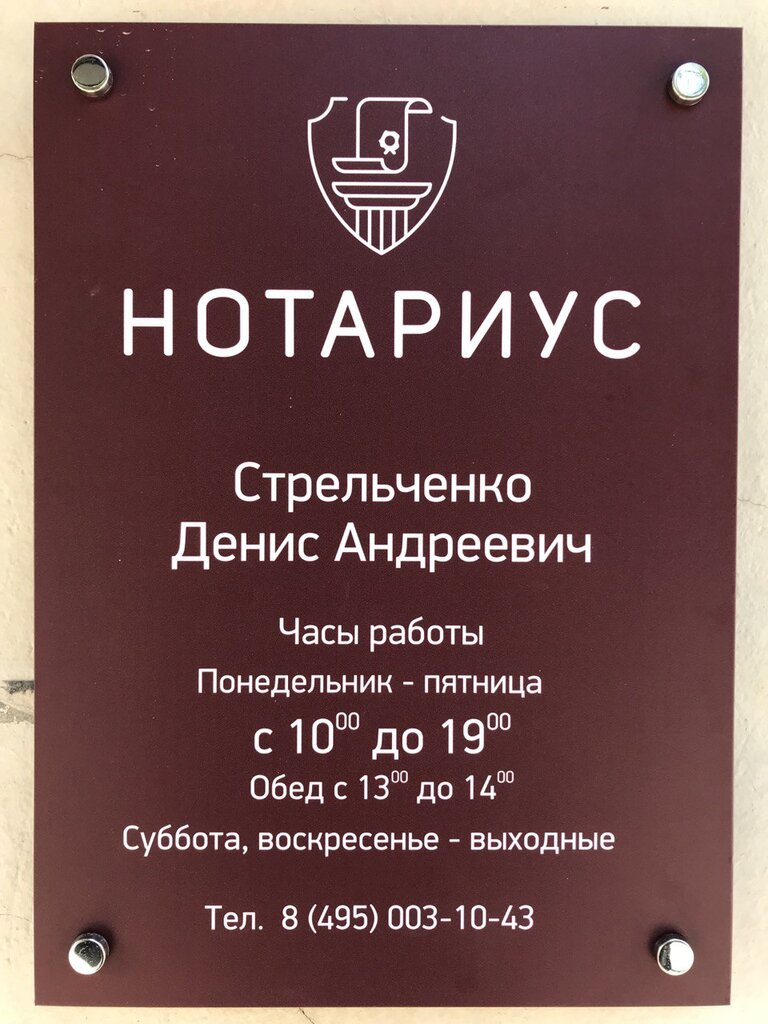 НОТАРИУС
Стрельченко
Денис Андреевич
Часы работы
Понедельник - пятница
с 10⁰⁰ до 19⁰⁰
Обед с 13⁰⁰ до 14⁰⁰
Суббота, воскресенье - выходные
Тел. 8 (495) 003-10-43